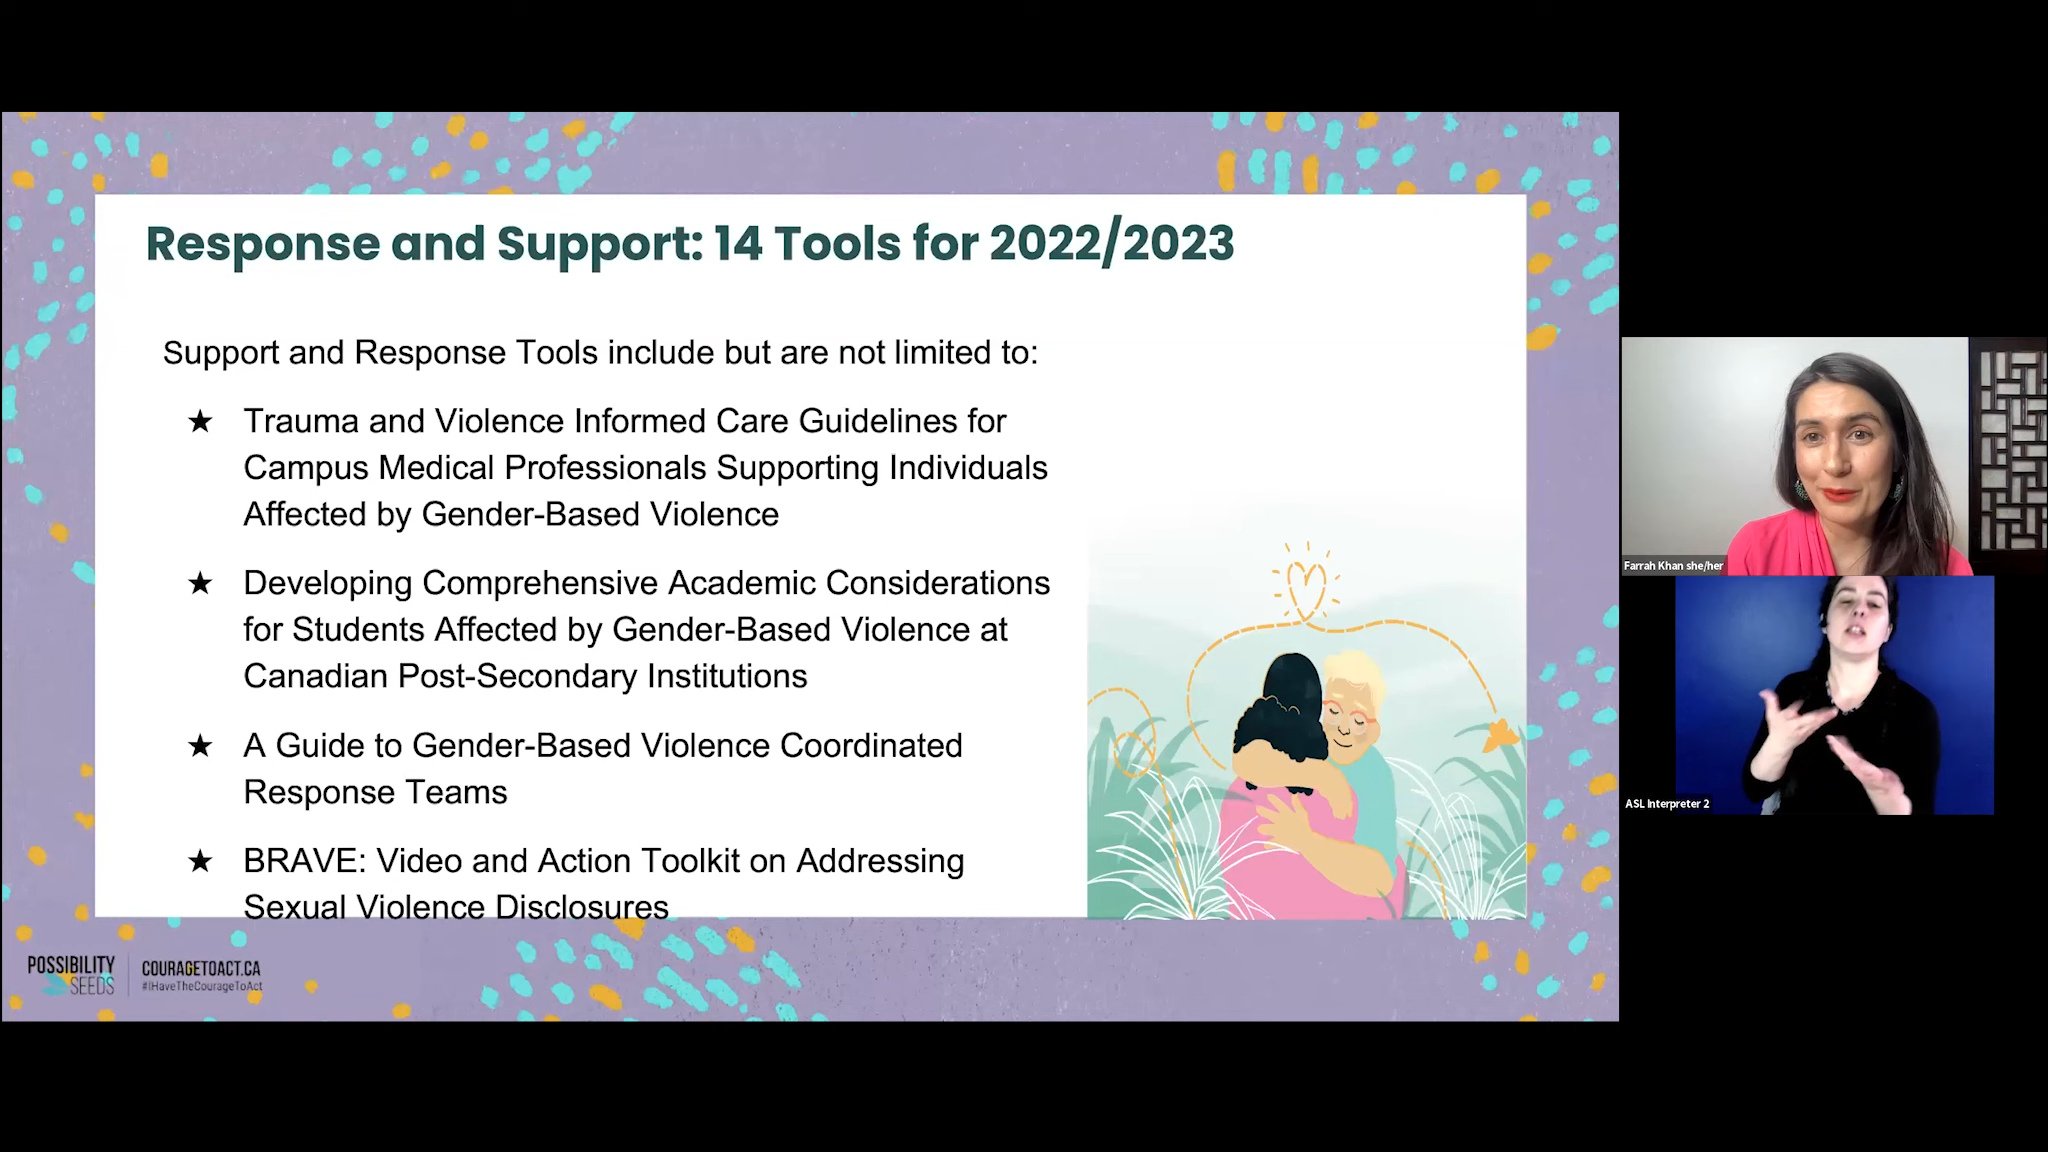 Response and Support: 14 Tools for 2022/2023
Support and Response Tools include but are not limited to:
★ Trauma and Violence Informed Care Guidelines for
Campus Medical Professionals Supporting Individuals
Affected by Gender-Based Violence
★ Developing Comprehensive Academic Considerations
for Students Affected by Gender-Based Violence at
Canadian Post-Secondary Institutions
★ A Guide to Gender-Based Violence Coordinated
Response Teams
★ BRAVE: Video and Action Toolkit on Addressing
Sexual Violence Disclosures
POSSIBILITY
SEEDS
COURAGETOACT.CA
#IHaveTheCourageToAct
Farrah Khan she/her
ASL Interpreter 2